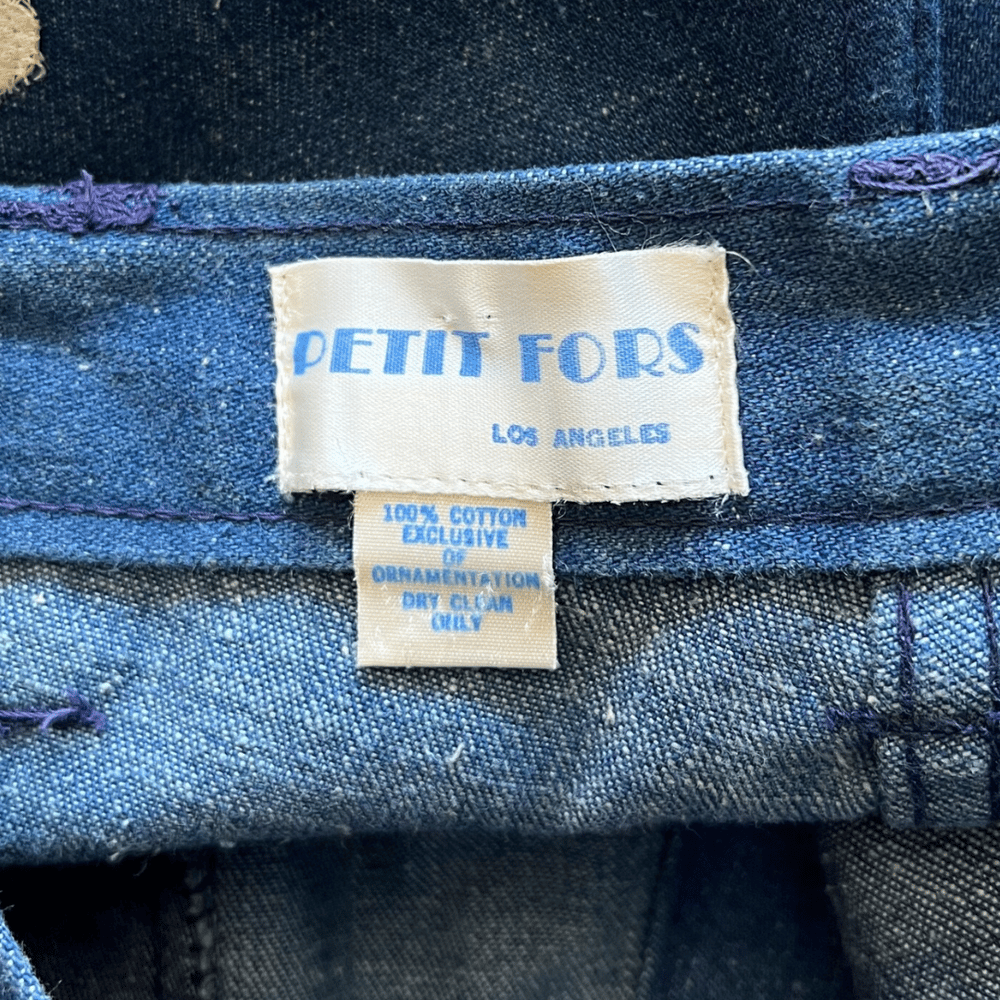 PETIT FORS
LOS ANGELES
100% COTTON
EXCLUSIVE
OF
ORNAMENTATION
DRY CLEAN
ONLY